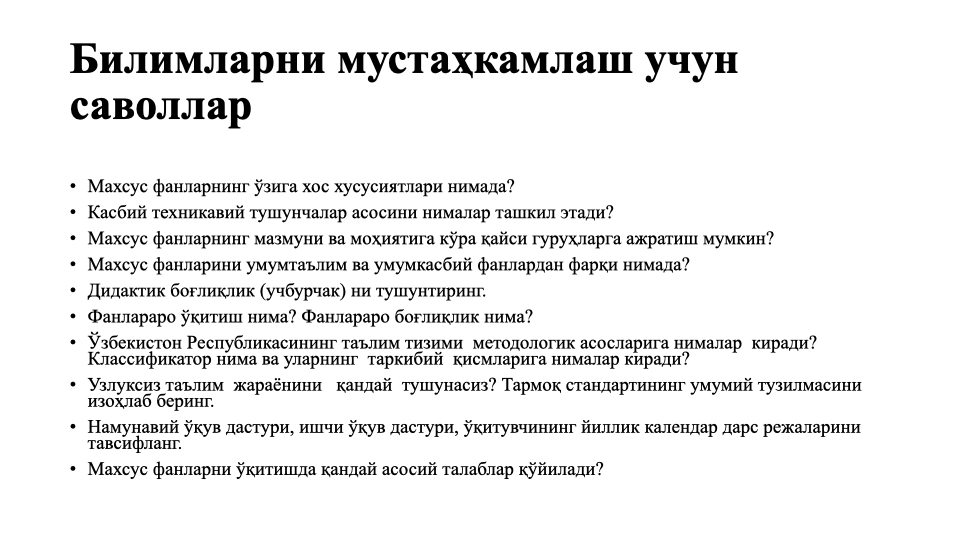 Билимларни мустаҳкамлаш учун
саволлар
• Махсус фанларнинг ўзига хос хусусиятлари нимада?
• Касбий техникавий тушунчалар асосини нималар ташкил этади?
• Махсус фанларнинг мазмуни ва моҳиятига кўра қайси гуруҳларга ажратиш мумкин?
• Махсус фанларини умумтаълим ва умумкасбий фанлардан фарқи нимада?
• Дидактик боғлиқлик (учбурчак) ни тушунтиринг.
• Фанлараро ўқитиш нима? Фанлараро боғлиқлик нима?
• Ўзбекистон Республикасининг таълим тизими  методологик асосларига нималар  киради?
Классификатор нима ва уларнинг  таркибий  қисмларига нималар киради?
• Узлуксиз таълим  жараёнини   қандай  тушунасиз? Тармоқ стандартининг умумий тузилмасини
изоҳлаб беринг.
• Намунавий ўқув дастури, ишчи ўқув дастури, ўқитувчининг йиллик календар дарс режаларини
тавсифланг.
• Махсус фанларни ўқитишда қандай асосий талаблар қўйилади?